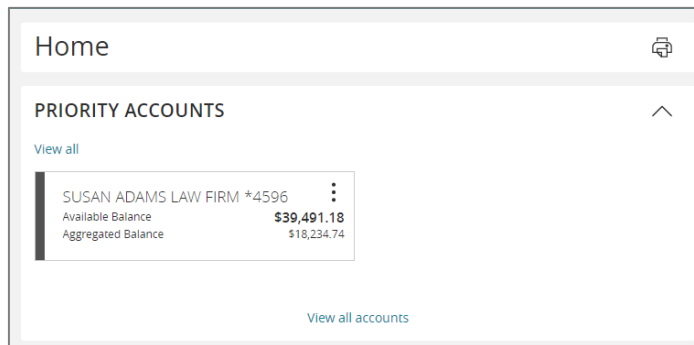 Home
PRIORITY ACCOUNTS
View all
SUSAN ADAMS LAW FIRM *4596
Available Balance $39,491.18
Aggregated Balance $18,234.74
View all accounts